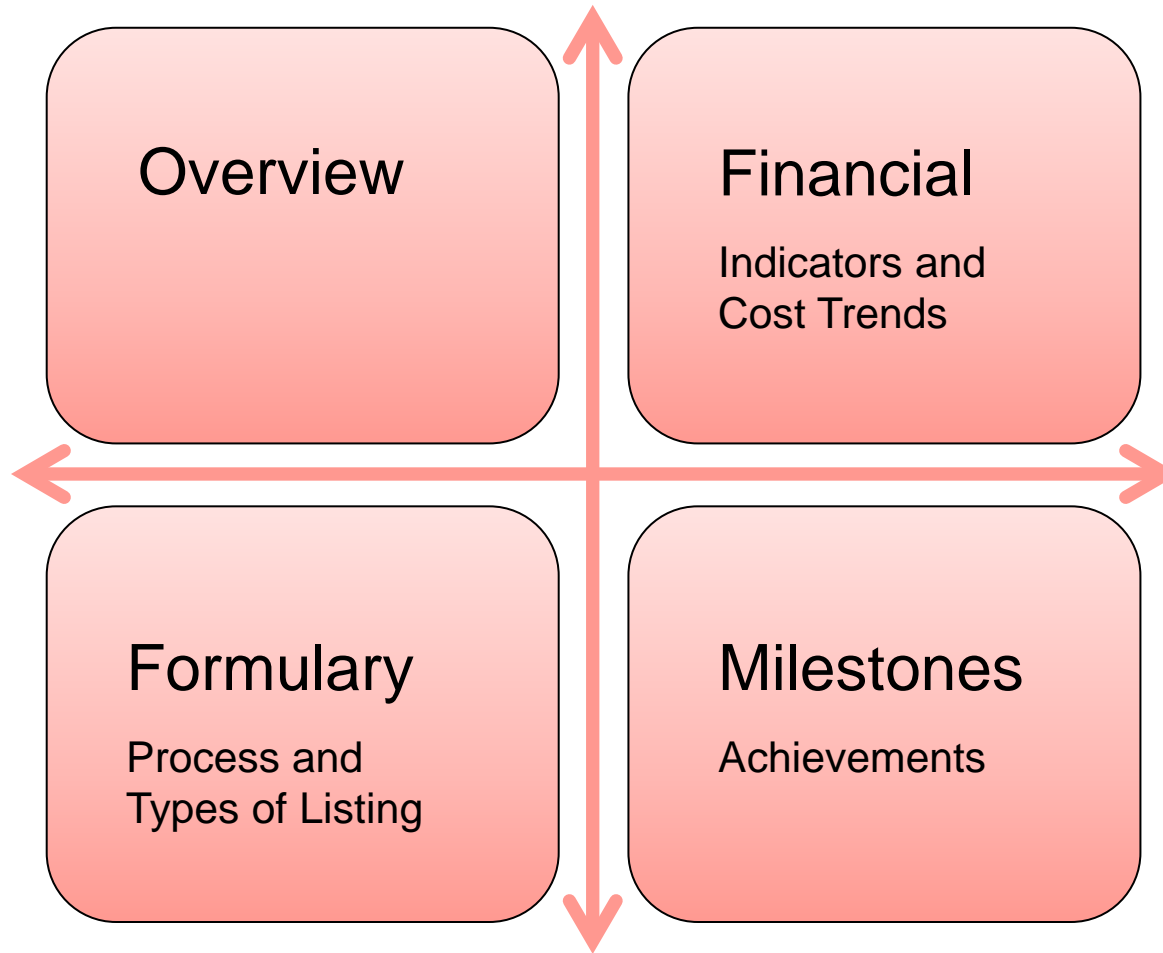 Overview
Financial
Indicators and
Cost Trends
Formulary
Process and
Types of Listing
Milestones
Achievements